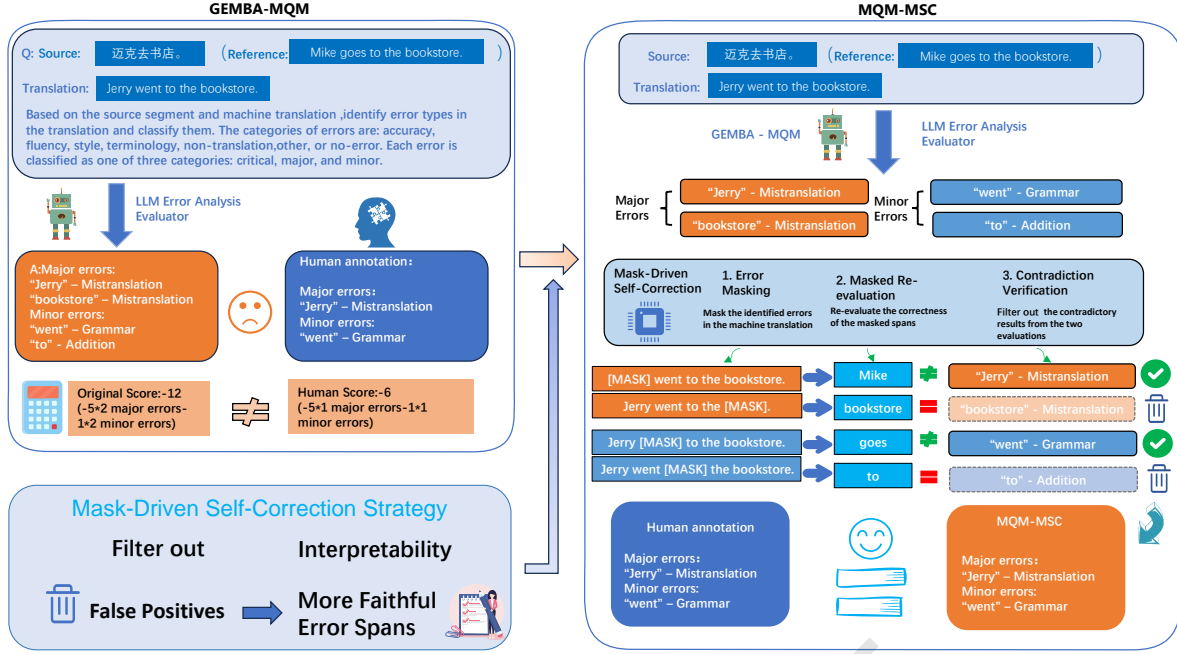 GEMBA-MQM
Q: Source: 迈克去书店。 (Reference: Mike goes to the bookstore. )
Translation: Jerry went to the bookstore.
Based on the source segment and machine translation ,identify error types in
the translation and classify them. The categories of errors are: accuracy,
fluency, style, terminology, non-translation,other, or no-error. Each error is
classified as one of three categories: critical, major, and minor.
LLM Error Analysis
Evaluator
A:Major errors:
“Jerry” – Mistranslation
“bookstore” – Mistranslation
Minor errors:
“went” – Grammar
“to” - Addition
Human annotation：
Major errors：
“Jerry” – Mistranslation
Minor errors:
“went” – Grammar
Original Score:-12
(-5*2 major errors-
1*2 minor errors)
≠
Human Score:-6
(-5*1 major errors-1*1
minor errors)
Mask-Driven Self-Correction Strategy
Filter out
Interpretability
False Positives
More Faithful
Error Spans
MQM-MSC
Source: 迈克去书店。 (Reference: Mike goes to the bookstore. )
Translation: Jerry went to the bookstore.
GEMBA - MQM
LLM Error Analysis
Evaluator
Major
Errors
“Jerry” - Mistranslation
“bookstore” - Mistranslation
Minor
Errors
“went” - Grammar
“to” - Addition
Mask-Driven
Self-Correction
1. Error
Masking
Mask the identified errors
in the machine translation
2. Masked Re-
evaluation
Re-evaluate the correctness
of the masked spans
3. Contradiction
Verification
Filter out the contradictory
results from the two
evaluations
[MASK] went to the bookstore. Mike ≠ “Jerry” - Mistranslation
Jerry went to the [MASK]. bookstore = “bookstore” - Mistranslation
Jerry [MASK] to the bookstore. goes ≠ “went” - Grammar
Jerry went [MASK] the bookstore. to = “to” - Addition
Human annotation
Major errors：
“Jerry” – Mistranslation
Minor errors:
“went” – Grammar
MQM-MSC
Major errors：
“Jerry” – Mistranslation
Minor errors:
“went” – Grammar